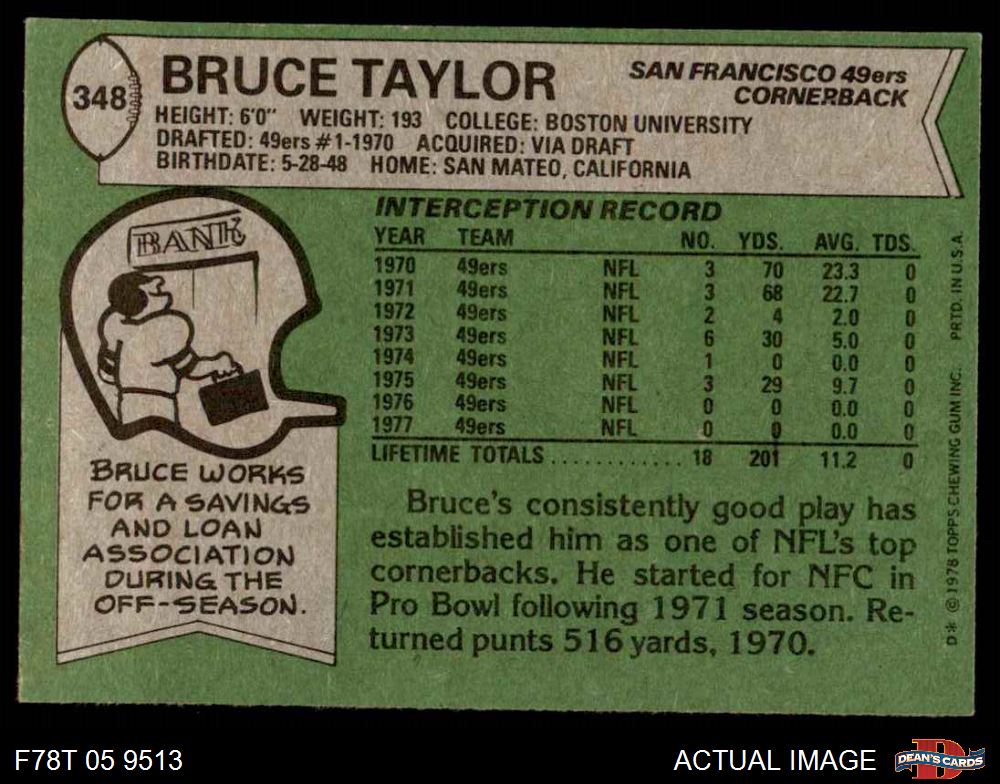 348
BRUCE TAYLOR
SAN FRANCISCO 49ers
CORNERBACK
HEIGHT: 6'0" WEIGHT: 193 COLLEGE: BOSTON UNIVERSITY
DRAFTED: 49ers #1-1970 ACQUIRED: VIA DRAFT
BIRTHDATE: 5-28-48 HOME: SAN MATEO, CALIFORNIA
BANK
BRUCE WORKS
FOR A SAVINGS
AND LOAN
ASSOCIATION
DURING THE
OFF-SEASON.
INTERCEPTION RECORD
YEAR TEAM NO. YDS. AVG. TDS.
1970 49ers NFL 3 70 23.3 0
1971 49ers NFL 3 68 22.7 0
1972 49ers NFL 2 4 2.0 0
1973 49ers NFL 6 30 5.0 0
1974 49ers NFL 1 0 0.0 0
1975 49ers NFL 3 29 9.7 0
1976 49ers NFL 0 0 0.0 0
1977 49ers NFL 0 0 0.0 0
LIFETIME TOTALS ............ 18 201 11.2 0
Bruce's consistently good play has
established him as one of NFL's top
cornerbacks. He started for NFC in
Pro Bowl following 1971 season. Re-
turned punts 516 yards, 1970.
D* © 1978 TOPPS CHEWING GUM INC. PRTD. IN U.S.A.
F78T 05 9513
ACTUAL IMAGE
DEAN'S CARDS